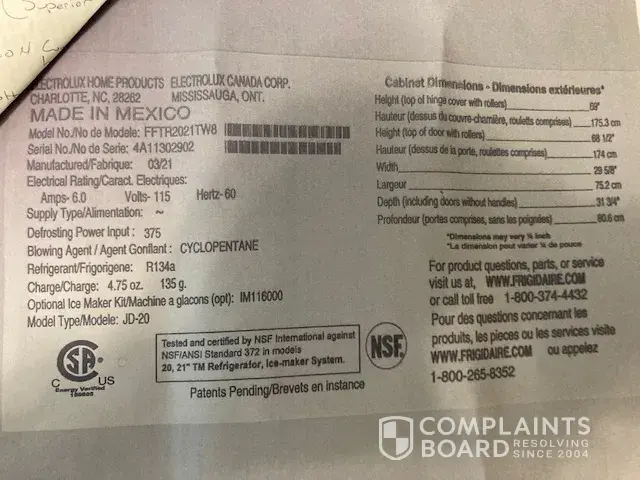 (Superior
ELECTROLUX HOME PRODUCTS ELECTROLUX CANADA CORP.
CHARLOTTE, NC, 28262 MISSISSAUGA, ONT.
MADE IN MEXICO
Model No./No de Modele: FFTR2021TW8
Serial No./No de Serie: 4A11302902
Manufactured/Fabrique: 03/21
Electrical Rating/Caract. Electriques:
Amps- 6.0 Volts- 115 Hertz- 60
Supply Type/Alimentation: ~
Defrosting Power Input : 375
Blowing Agent / Agent Gonflant : CYCLOPENTANE
Refrigerant/Frigorigene: R134a
Charge/Charge: 4.75 oz. 135 g.
Optional Ice Maker Kit/Machine a glacons (opt): IM116000
Model Type/Modele: JD-20
CSA
C US
Energy Verified
Tested and certified by NSF International against
NSF/ANSI Standard 372 in models
20, 21" TM Refrigerator, Ice-maker System.
NSF.
Patents Pending/Brevets en instance
Cabinet Dimensions - Dimensions extérieures*
Height (top of hinge cover with rollers) 69"
Hauteur (dessus du couvre-charnière, roulettes comprises) 175.3 cm
Height (top of door with rollers) 68 1/2"
Hauteur (dessus de la porte, roulettes comprises) 174 cm
Width 29 5/8"
Largeur 75.2 cm
Depth (including doors without handles) 31 3/4"
Profondeur (portes comprises, sans les poignées) 80.6 cm
*Dimensions may vary ¼ inch
*La dimension peut varier ¼ de pouce
For product questions, parts, or service
visit us at, WWW.FRIGIDAIRE.COM
or call toll free 1-800-374-4432
Pour des questions concernant les
produits, les pieces ou les services visite
WWW.FRIGIDAIRE.COM ou appelez
1-800-265-8352
COMPLAINTS
BOARD RESOLVING
SINCE 2004